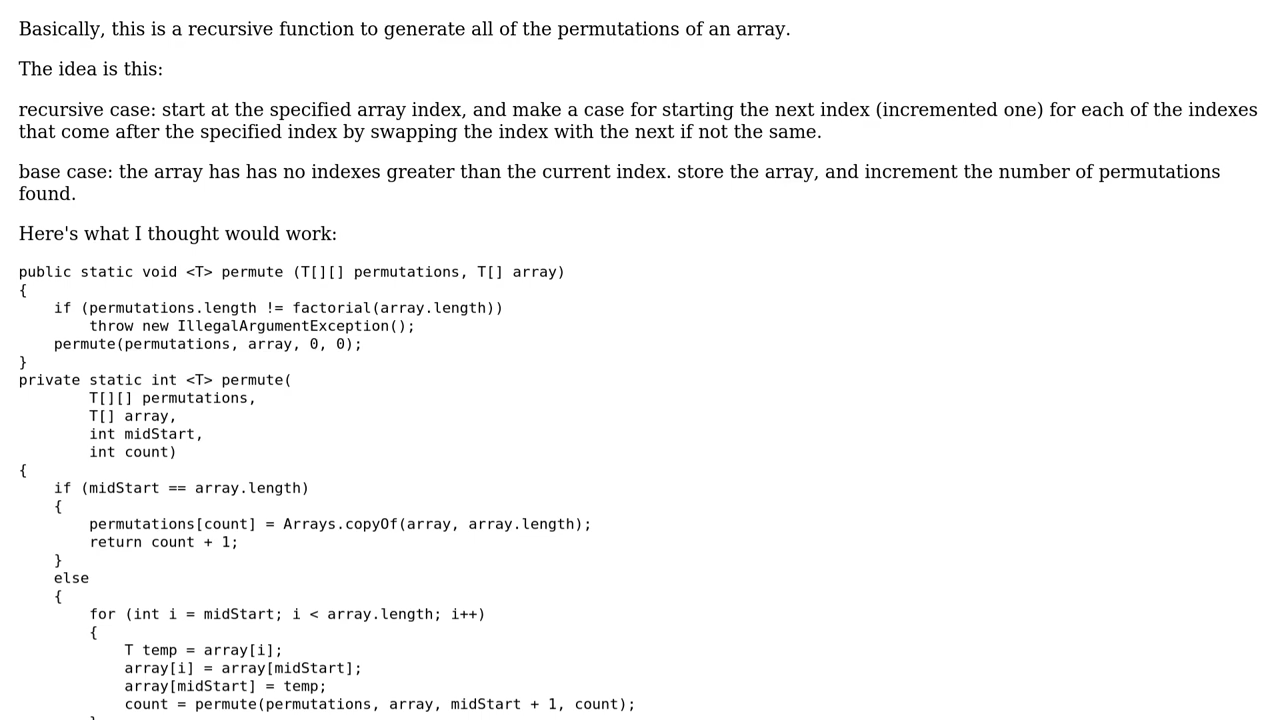 Basically, this is a recursive function to generate all of the permutations of an array.
The idea is this:
recursive case: start at the specified array index, and make a case for starting the next index (incremented one) for each of the indexes
that come after the specified index by swapping the index with the next if not the same.
base case: the array has has no indexes greater than the current index. store the array, and increment the number of permutations
found.
Here's what I thought would work:
public static void <T> permute (T[][] permutations, T[] array)
{
    if (permutations.length != factorial(array.length))
        throw new IllegalArgumentException();
    permute(permutations, array, 0, 0);
}
private static int <T> permute(
        T[][] permutations,
        T[] array,
        int midStart,
        int count)
{
    if (midStart == array.length)
    {
        permutations[count] = Arrays.copyOf(array, array.length);
        return count + 1;
    }
    else
    {
        for (int i = midStart; i < array.length; i++)
        {
            T temp = array[i];
            array[i] = array[midStart];
            array[midStart] = temp;
            count = permute(permutations, array, midStart + 1, count);
        }